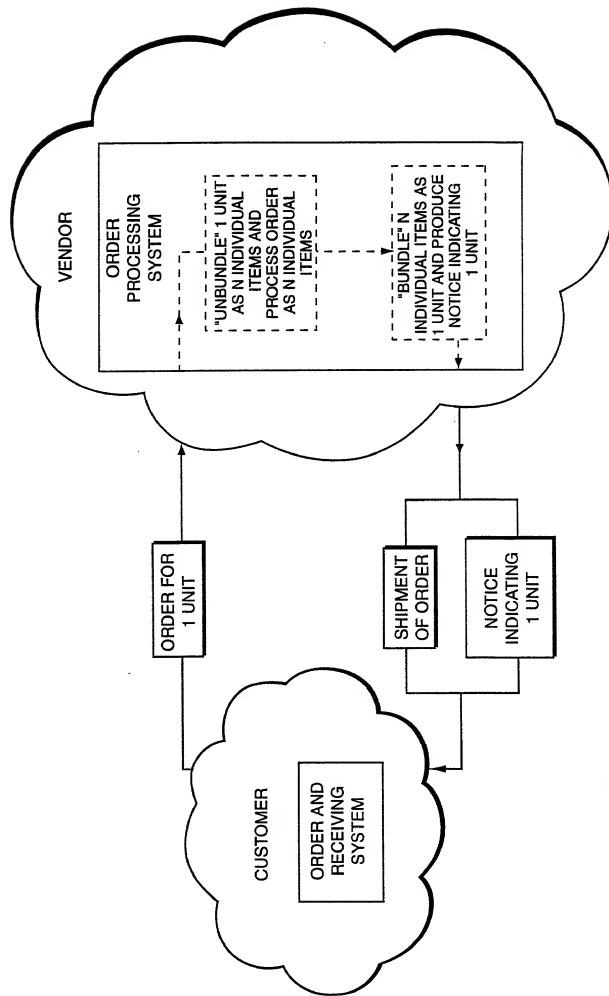 CUSTOMER
ORDER AND
RECEIVING
SYSTEM
ORDER FOR
1 UNIT
SHIPMENT
OF ORDER
NOTICE
INDICATING
1 UNIT
VENDOR
ORDER
PROCESSING
SYSTEM
"UNBUNDLE" 1 UNIT
AS N INDIVIDUAL
ITEMS AND
PROCESS ORDER
AS N INDIVIDUAL
ITEMS
"BUNDLE" N
INDIVIDUAL ITEMS AS
1 UNIT AND PRODUCE
NOTICE INDICATING
1 UNIT